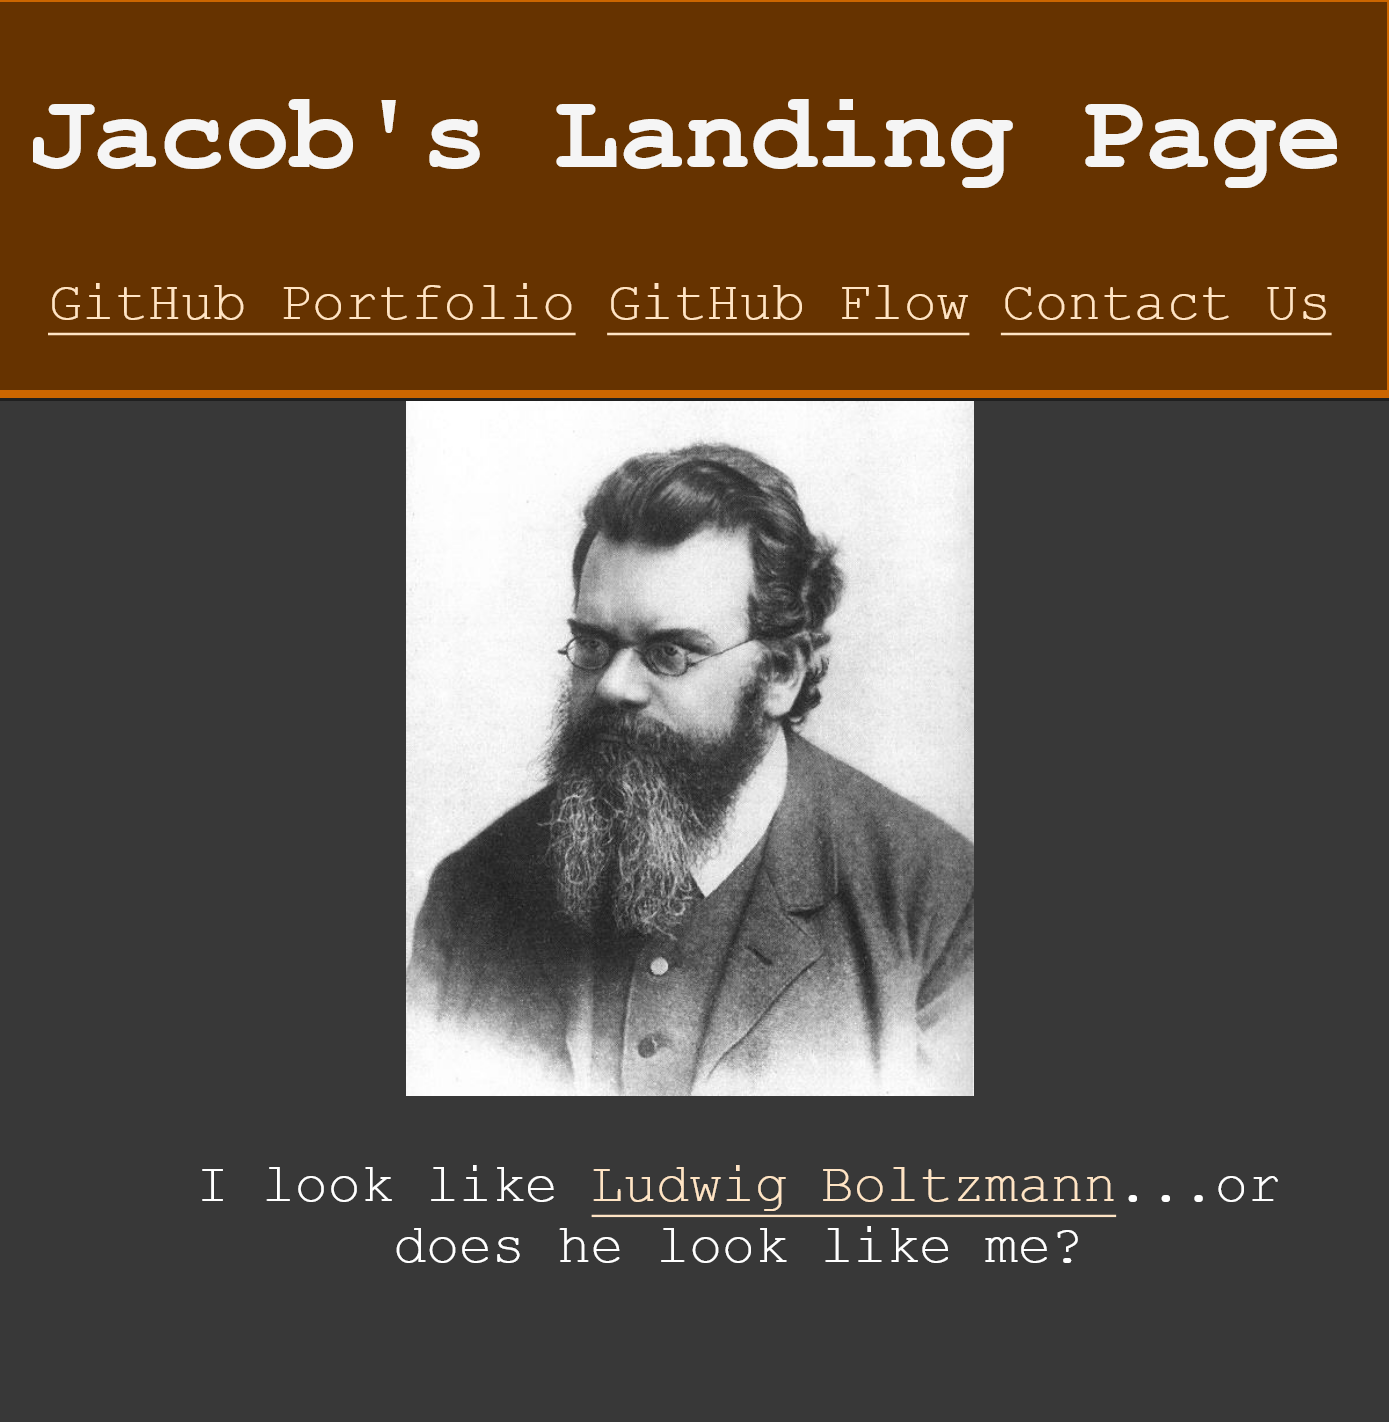 Jacob's Landing Page
GitHub Portfolio GitHub Flow Contact Us
I look like Ludwig Boltzmann...or
does he look like me?